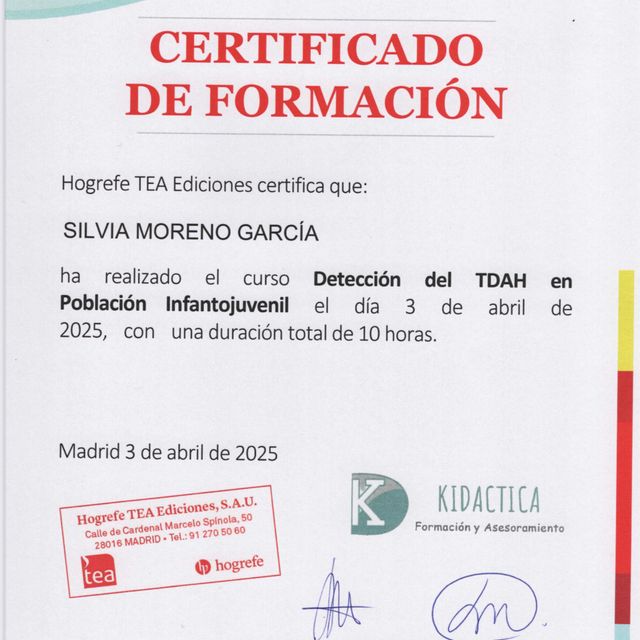 CERTIFICADO
DE FORMACIÓN
Hogrefe TEA Ediciones certifica que:
SILVIA MORENO GARCÍA
ha realizado el curso Detección del TDAH en
Población Infantojuvenil el día 3 de abril de
2025, con una duración total de 10 horas.
Madrid 3 de abril de 2025
Hogrefe TEA Ediciones, S.A.U.
Calle de Cardenal Marcelo Spínola, 50
28016 MADRID • Tel.: 91 270 50 60
tea
hogrefe
K
KIDACTICA
Formación y Asesoramiento